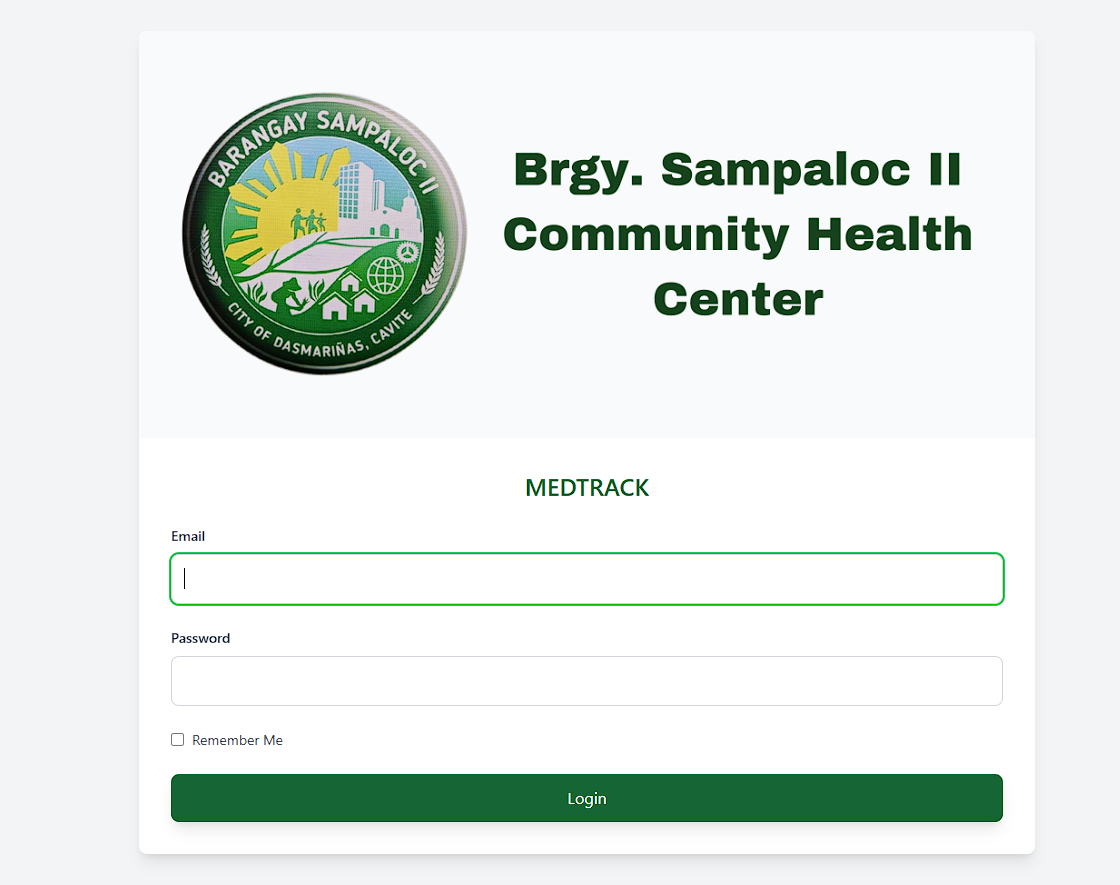 BARANGAY SAMPALOC II
CITY OF DASMARIÑAS, CAVITE
Brgy. Sampaloc II
Community Health
Center
MEDTRACK
Email
Password
Remember Me
Login